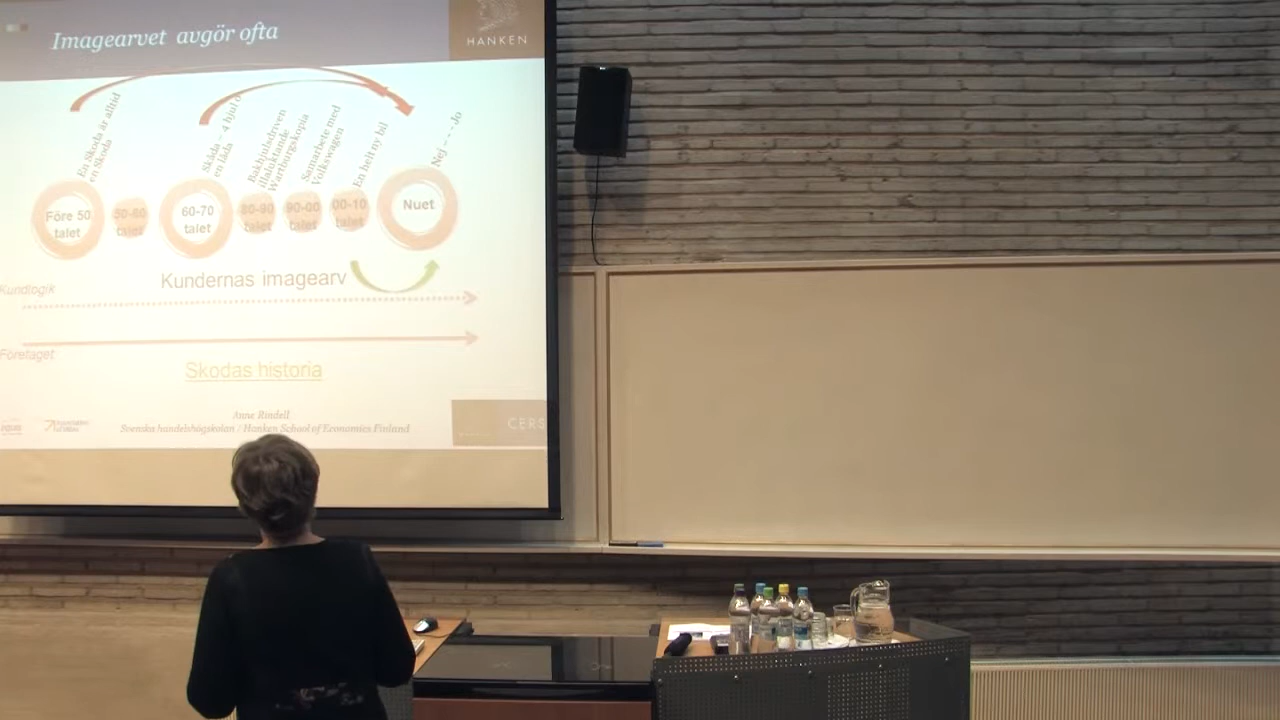 Imagearvet avgör ofta
HANKEN
En Skoda är alltid
en Skoda
Skåda - 4 hjul o
en låda
Bakhjulsdriven
illaluktande
Wartburgskopia
Samarbete med
Volkswagen
En helt ny bil
Nej - - - Jo
Före 50
talet
50-60
talet
60-70
talet
80-90
talet
90-00
talet
00-10
talet
Nuet
Kundernas imagearv
Kundlogik
Företaget
Skodas historia
Anne Rindell
Svenska handelshögskolan / Hanken School of Economics Finland
CERS